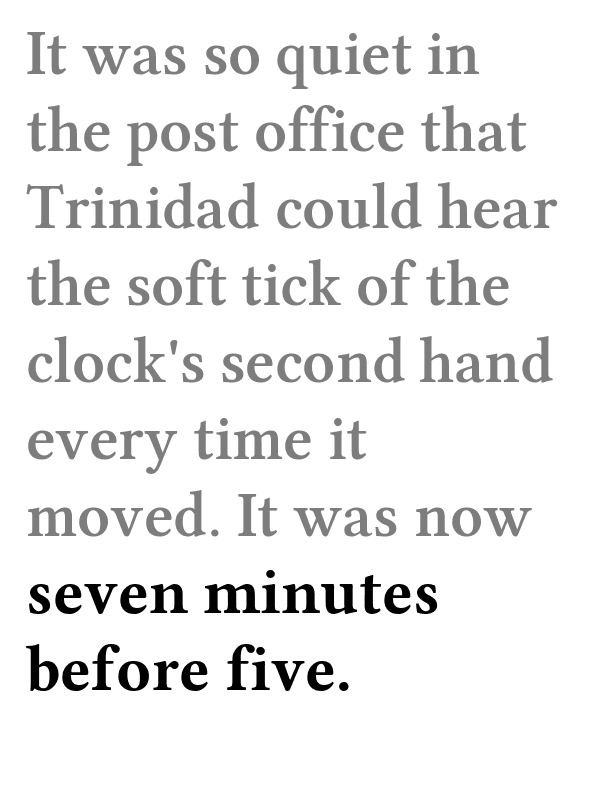 It was so quiet in
the post office that
Trinidad could hear
the soft tick of the
clock's second hand
every time it
moved. It was now
seven minutes
before five.